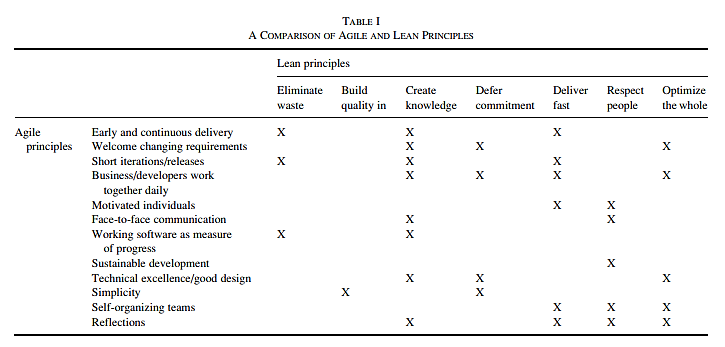 TABLE I
A COMPARISON OF AGILE AND LEAN PRINCIPLES
Lean principles
Eliminate Build Create Defer Deliver Respect Optimize
waste quality in knowledge commitment fast people the whole
Agile Early and continuous delivery X X X
principles Welcome changing requirements X X X
Short iterations/releases X X X
Business/developers work X X X X
together daily
Motivated individuals X X
Face-to-face communication X X
Working software as measure X X
of progress
Sustainable development X
Technical excellence/good design X X X
Simplicity X X
Self-organizing teams X X X
Reflections X X X X